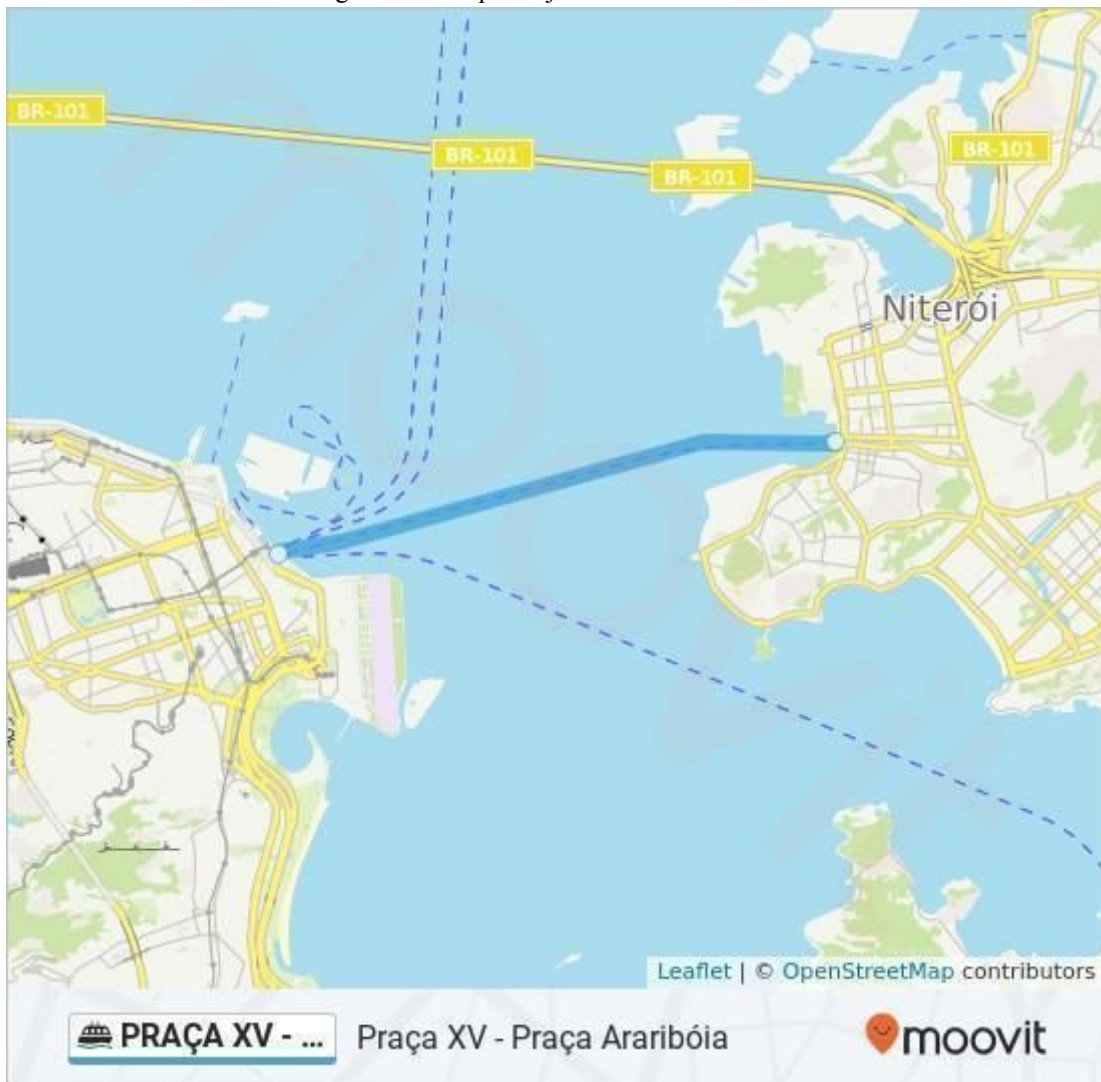 BR-101
BR-101
BR-101
BR-101
Niterói
Leaflet | © OpenStreetMap contributors
PRAÇA XV - ...
Praça XV - Praça Araribóia
moovit